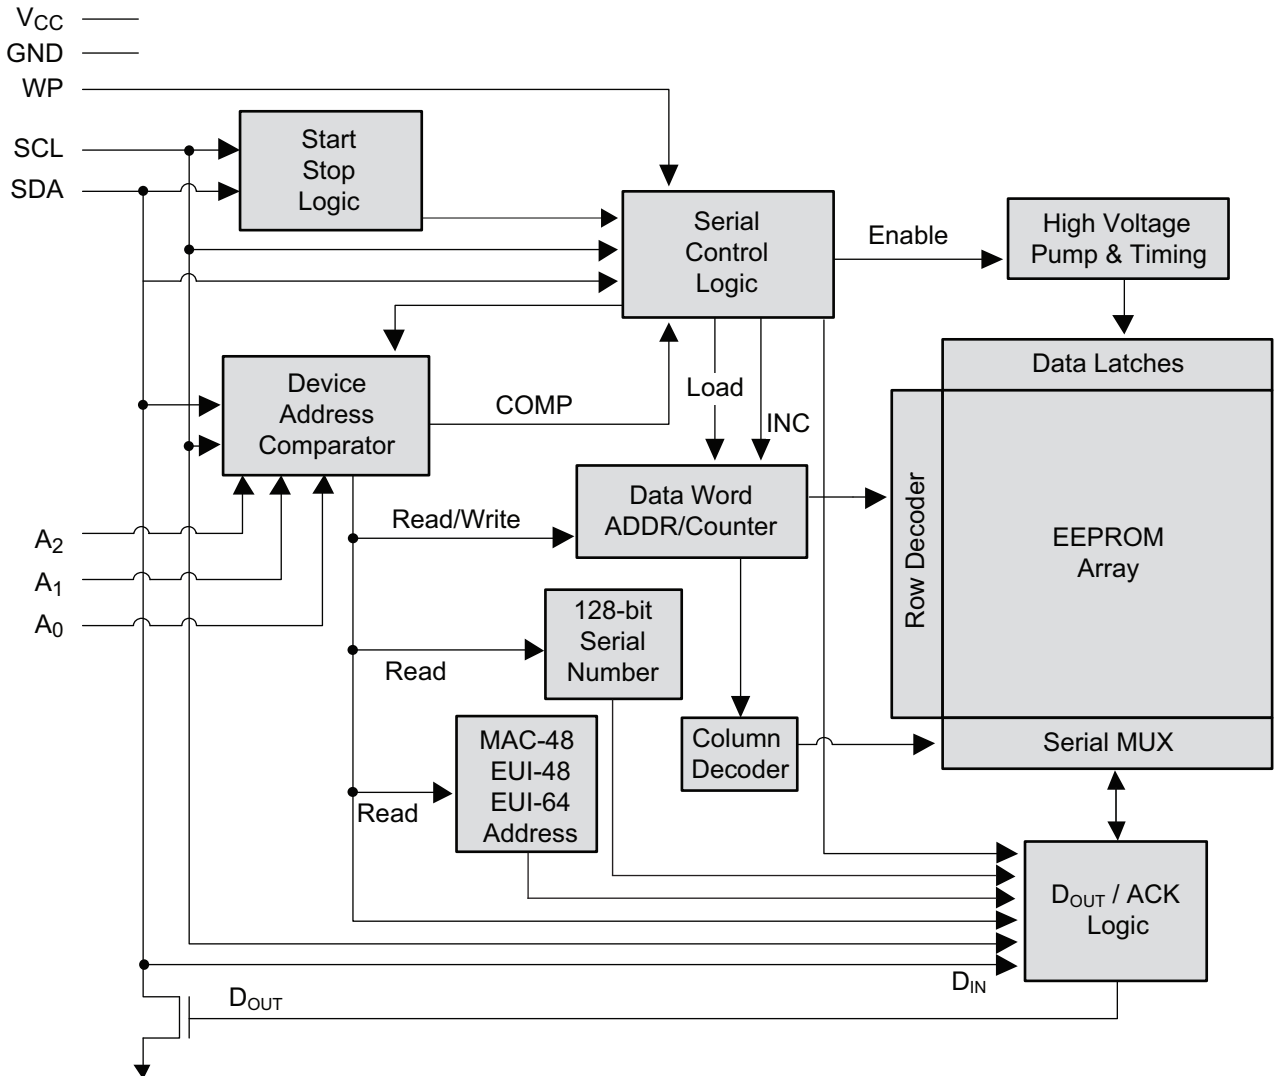 VCC
GND
WP
SCL
SDA
Start
Stop
Logic
Serial
Control
Logic
Enable
High Voltage
Pump & Timing
Data Latches
Device
Address
Comparator
COMP
Load
INC
Row Decoder
EEPROM
Array
Data Word
ADDR/Counter
Read/Write
A2
A1
A0
128-bit
Serial
Number
Read
MAC-48
EUI-48
EUI-64
Address
Read
Column
Decoder
Serial MUX
DOUT / ACK
Logic
DIN
DOUT